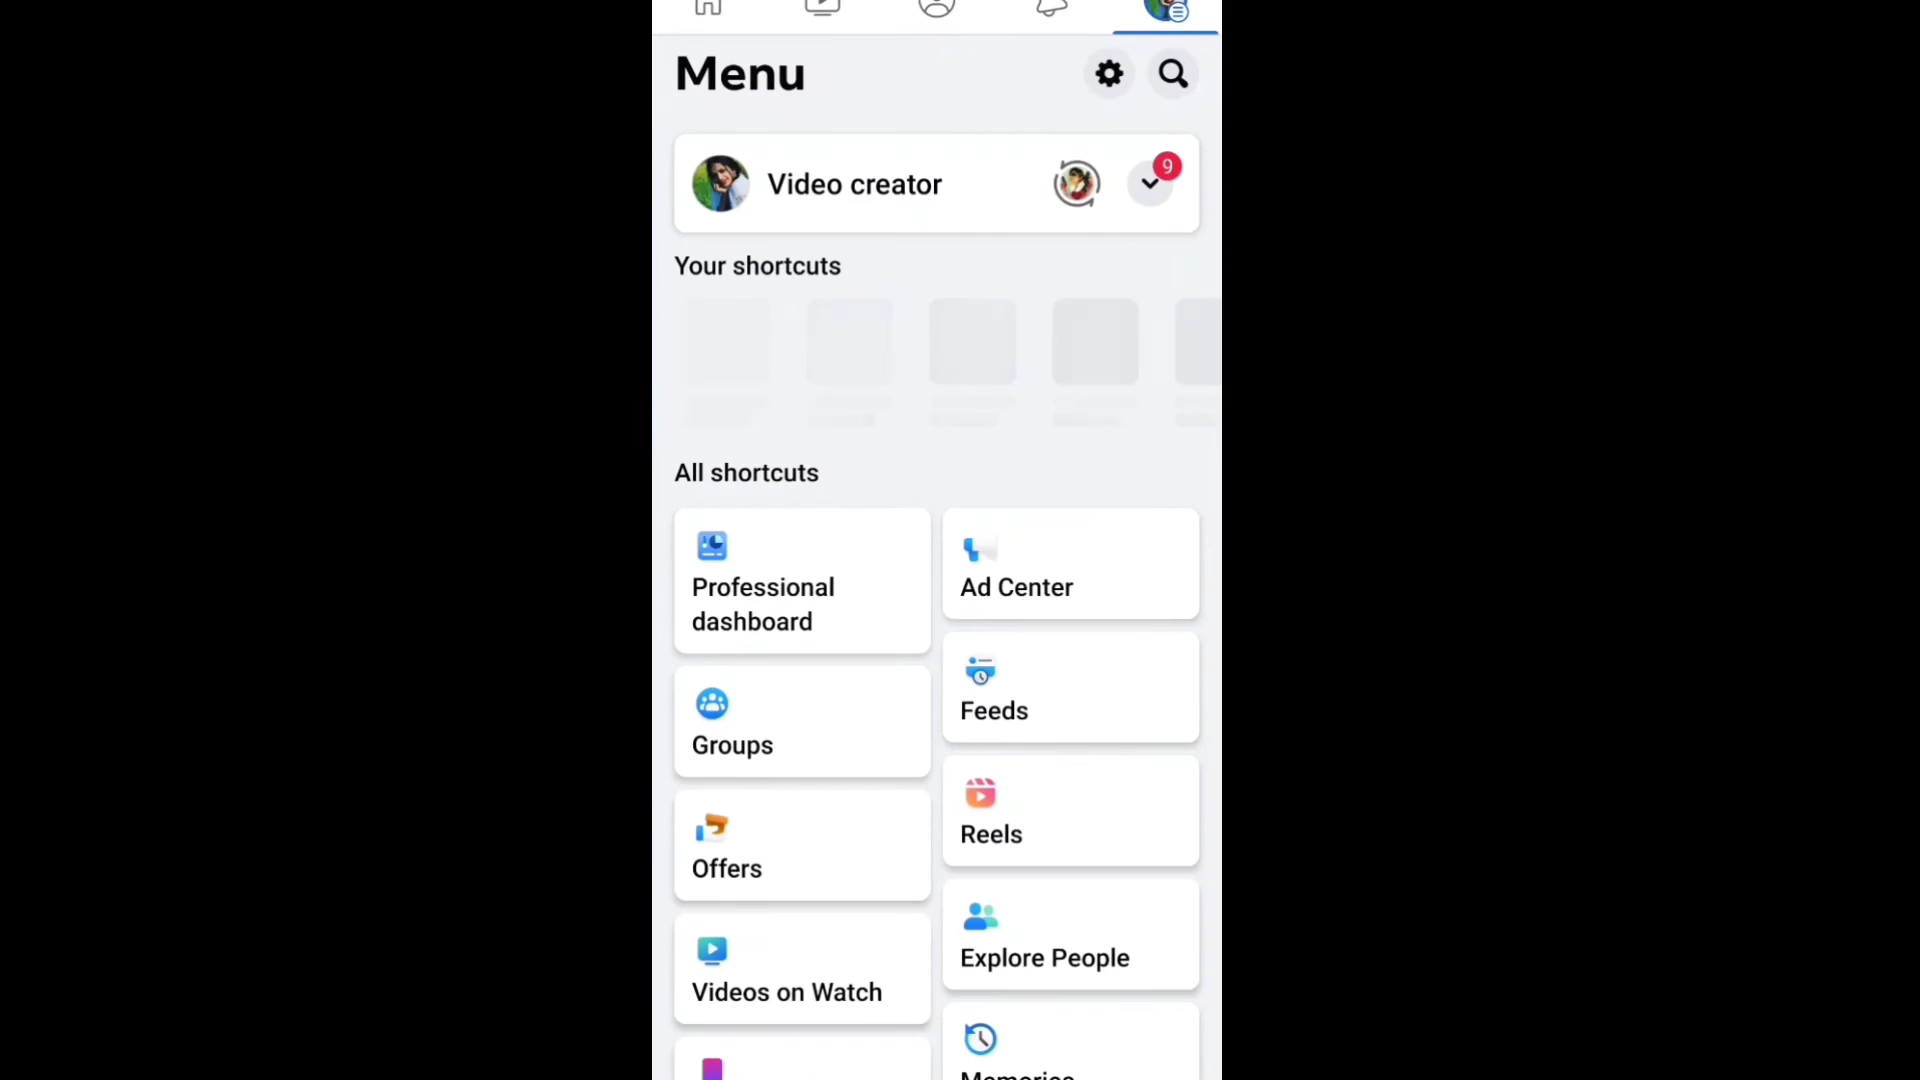 Menu
Video creator
9
Your shortcuts
All shortcuts
Professional
dashboard
Ad Center
Groups
Feeds
Offers
Reels
Videos on Watch
Explore People
Memories